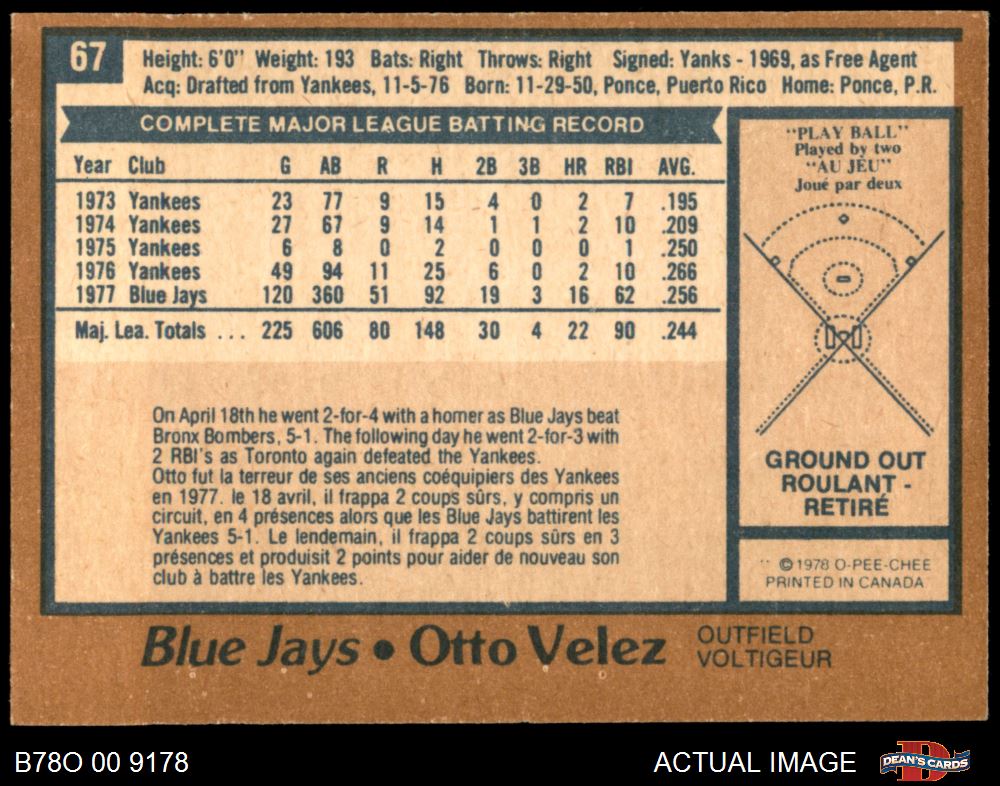 67
Height: 6'0" Weight: 193 Bats: Right Throws: Right Signed: Yanks - 1969, as Free Agent
Acq: Drafted from Yankees, 11-5-76 Born: 11-29-50, Ponce, Puerto Rico Home: Ponce, P.R.
COMPLETE MAJOR LEAGUE BATTING RECORD
Year Club G AB R H 2B 3B HR RBI AVG.
1973 Yankees 23 77 9 15 4 0 2 7 .195
1974 Yankees 27 67 9 14 1 1 2 10 .209
1975 Yankees 6 8 0 2 0 0 0 1 .250
1976 Yankees 49 94 11 25 6 0 2 10 .266
1977 Blue Jays 120 360 51 92 19 3 16 62 .256
Maj. Lea. Totals ... 225 606 80 148 30 4 22 90 .244
On April 18th he went 2-for-4 with a homer as Blue Jays beat
Bronx Bombers, 5-1. The following day he went 2-for-3 with
2 RBI's as Toronto again defeated the Yankees.
Otto fut la terreur de ses anciens coéquipiers des Yankees
en 1977. le 18 avril, il frappa 2 coups sûrs, y compris un
circuit, en 4 présences alors que les Blue Jays battirent les
Yankees 5-1. Le lendemain, il frappa 2 coups sûrs en 3
présences et produisit 2 points pour aider de nouveau son
club à battre les Yankees.
"PLAY BALL"
Played by two
"AU JEU"
Joué par deux
GROUND OUT
ROULANT -
RETIRÉ
©1978 O-PEE-CHEE
PRINTED IN CANADA
Blue Jays • Otto Velez
OUTFIELD
VOLTIGEUR
B78O 00 9178
ACTUAL IMAGE
D
DEAN'S CARDS